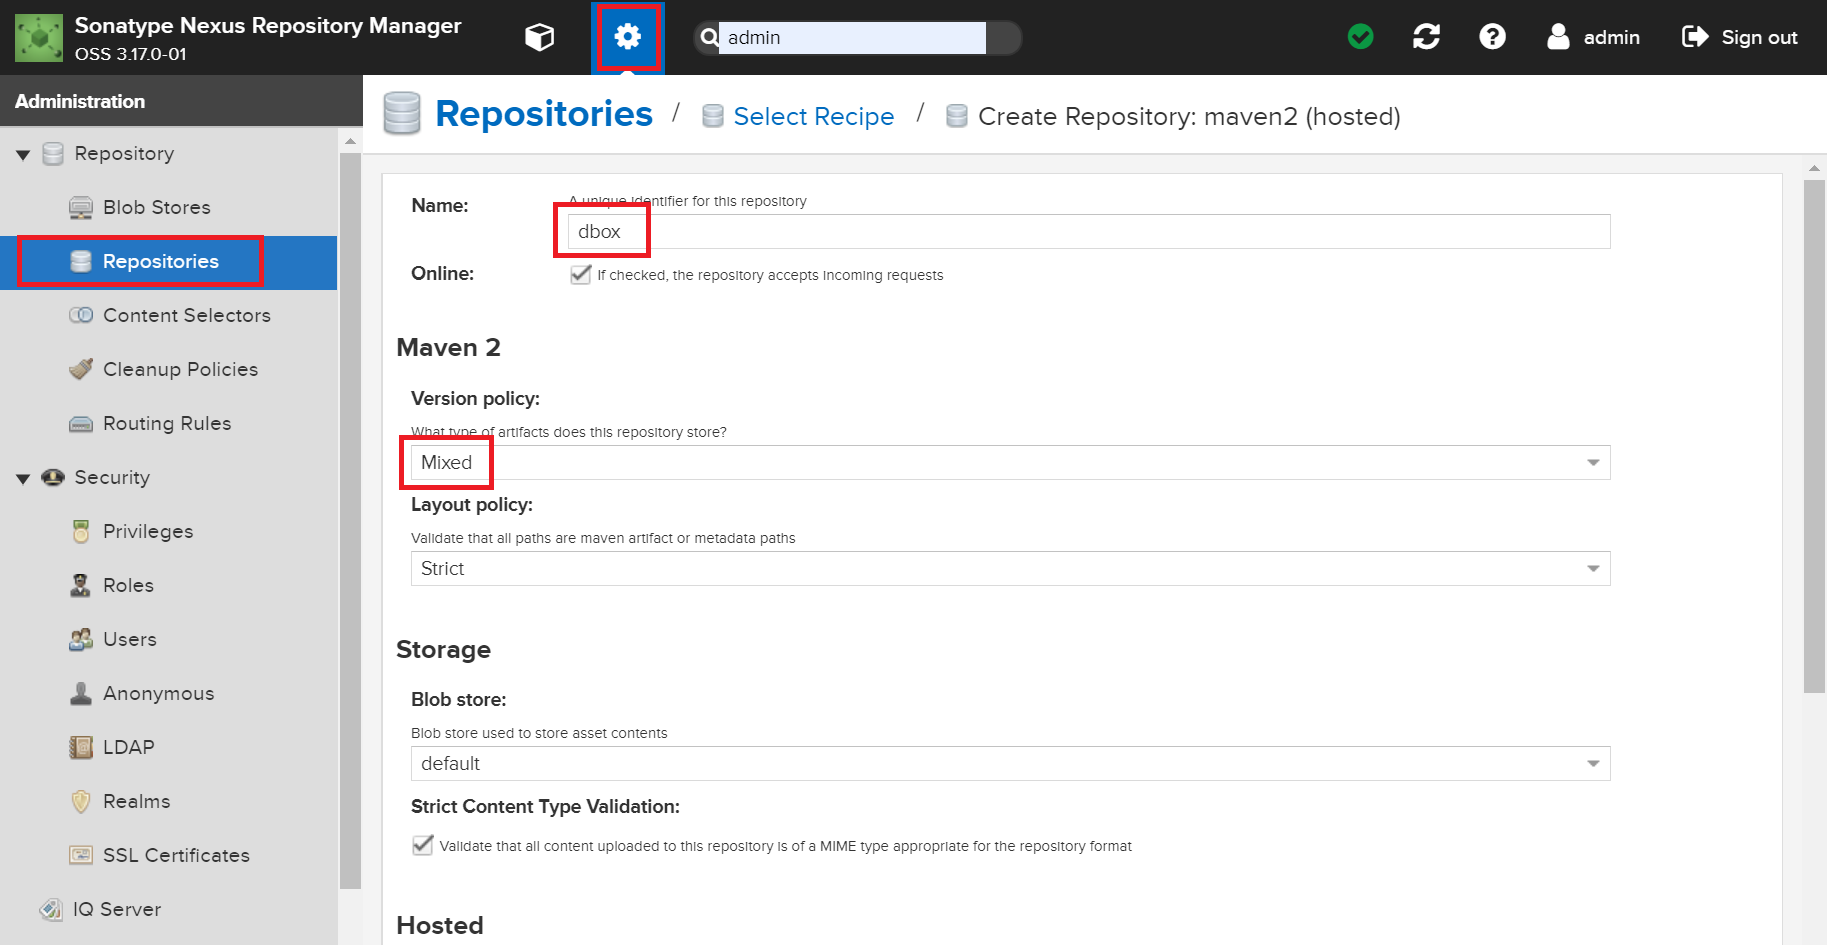 Sonatype Nexus Repository Manager
OSS 3.17.0-01
admin
admin
Sign out
Administration
Repository
Blob Stores
Repositories
Content Selectors
Cleanup Policies
Routing Rules
Security
Privileges
Roles
Users
Anonymous
LDAP
Realms
SSL Certificates
IQ Server
Repositories / Select Recipe / Create Repository: maven2 (hosted)
Name:
A unique identifier for this repository
dbox
Online:
If checked, the repository accepts incoming requests
Maven 2
Version policy:
What type of artifacts does this repository store?
Mixed
Layout policy:
Validate that all paths are maven artifact or metadata paths
Strict
Storage
Blob store:
Blob store used to store asset contents
default
Strict Content Type Validation:
Validate that all content uploaded to this repository is of a MIME type appropriate for the repository format
Hosted